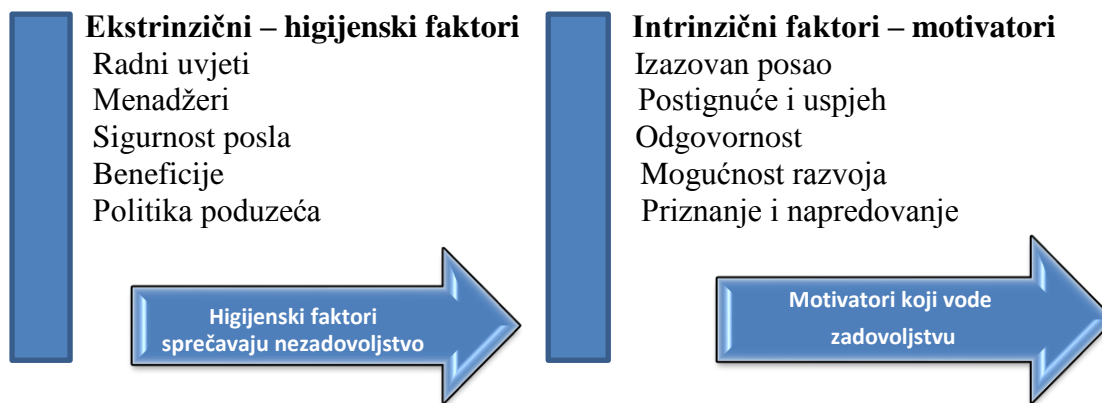 Ekstrinzični – higijenski faktori
Radni uvjeti
Menadžeri
Sigurnost posla
Beneficije
Politika poduzeća
Higijenski faktori
sprečavaju nezadovoljstvo
Intrinzični faktori – motivatori
Izazovan posao
Postignuće i uspjeh
Odgovornost
Mogućnost razvoja
Priznanje i napredovanje
Motivatori koji vode
zadovoljstvu